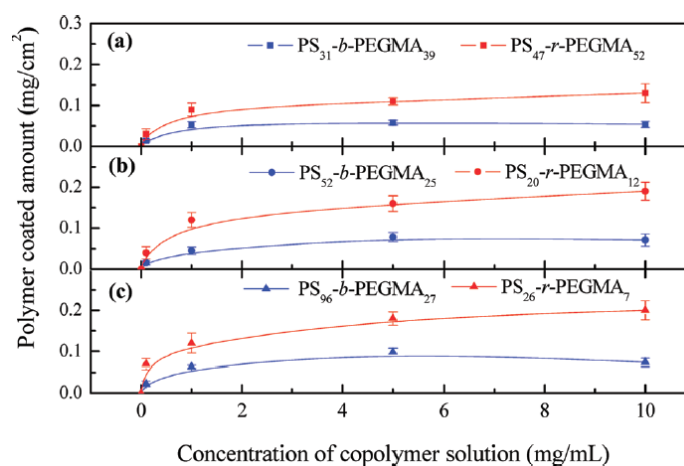 0.3
(a)
PS31-b-PEGMA39
PS47-r-PEGMA52
0.2
0.1
0.0
(b)
PS52-b-PEGMA25
PS20-r-PEGMA12
0.2
0.1
0.0
(c)
PS96-b-PEGMA27
PS26-r-PEGMA7
0.2
0.1
0.0
0 2 4 6 8 10
Polymer coated amount (mg/cm²)
Concentration of copolymer solution (mg/mL)